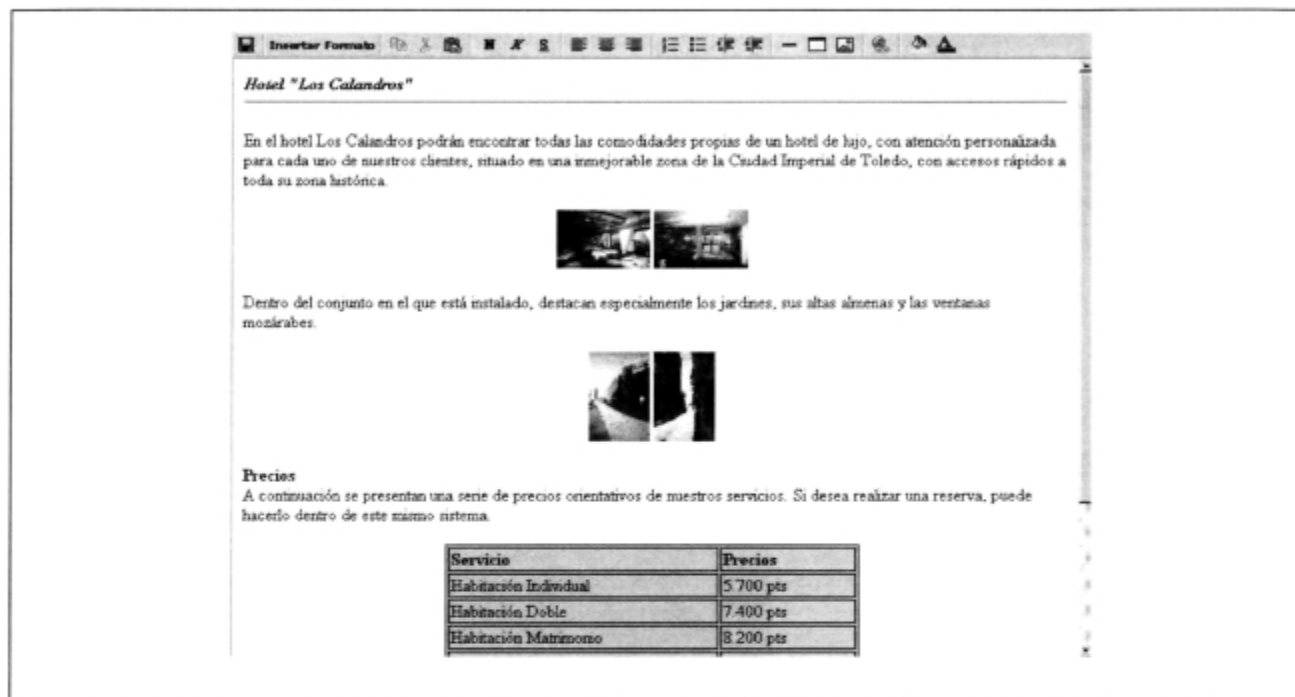 Insertar Formato N K S
Hotel "Los Calandros"
En el hotel Los Calandros podrán encontrar todas las comodidades propias de un hotel de lujo, con atención personalizada
para cada uno de nuestros clientes, situado en una inmejorable zona de la Ciudad Imperial de Toledo, con accesos rápidos a
toda su zona histórica.
Dentro del conjunto en el que está instalado, destacan especialmente los jardines, sus altas almenas y las ventanas
mozárabes.
Precios
A continuación se presentan una serie de precios orientativos de nuestros servicios. Si desea realizar una reserva, puede
hacerlo dentro de este mismo sistema.
Servicio Precios
Habitación Individual 5.700 pts
Habitación Doble 7.400 pts
Habitación Matrimonio 8.200 pts